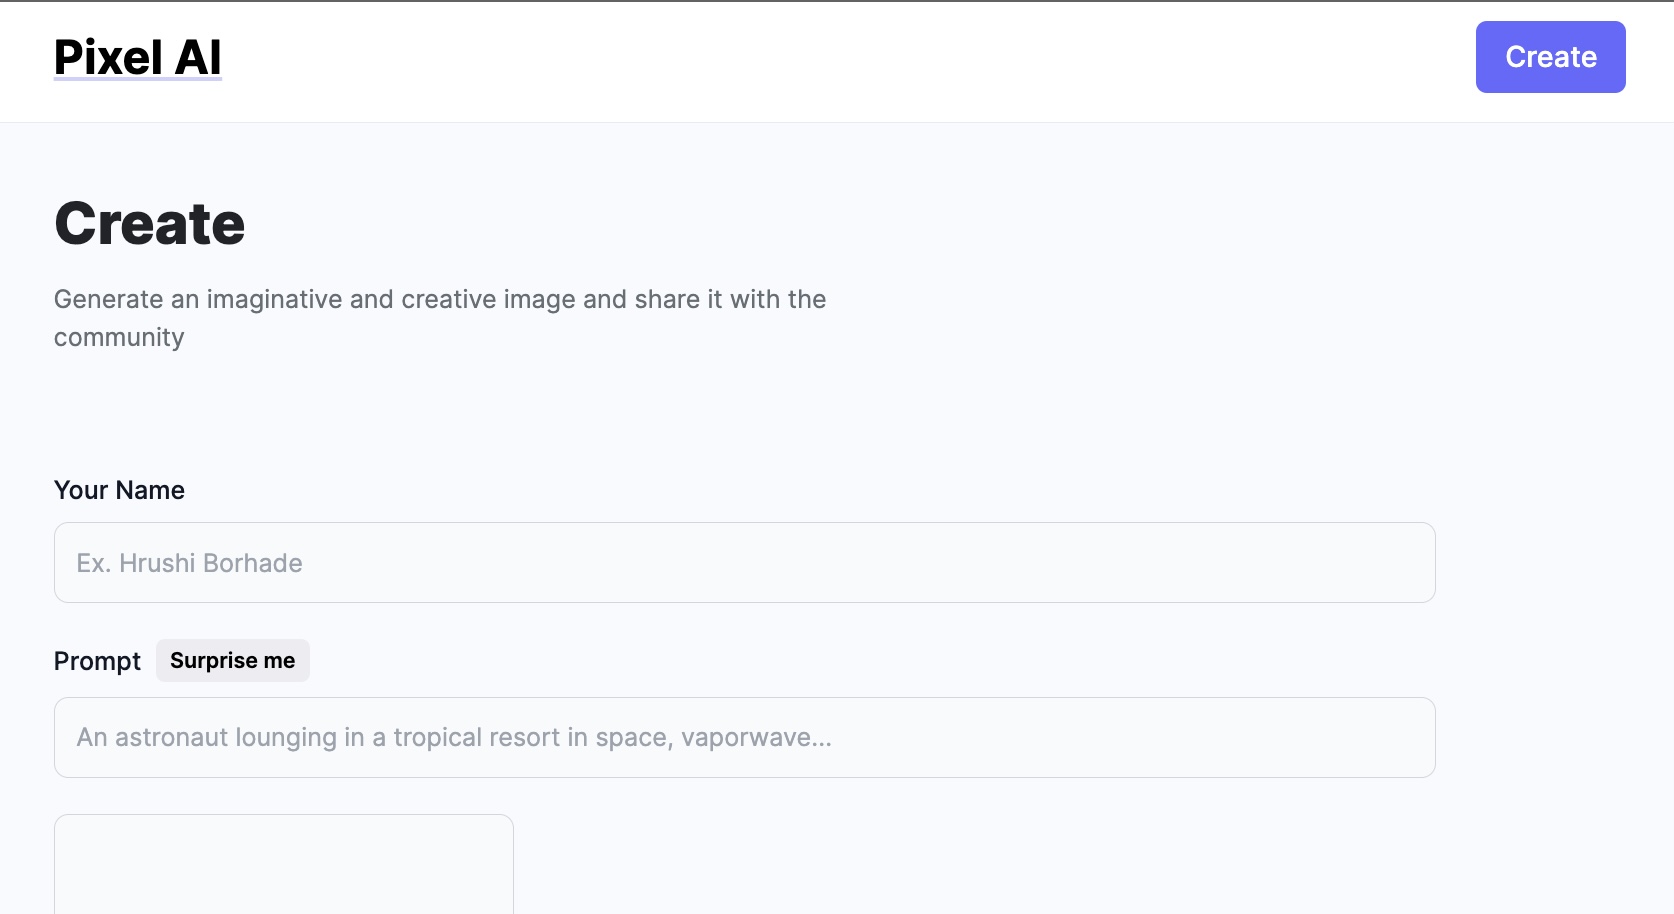 Pixel AI
Create
Create
Generate an imaginative and creative image and share it with the
community
Your Name
Ex. Hrushi Borhade
Prompt
Surprise me
An astronaut lounging in a tropical resort in space, vaporwave...